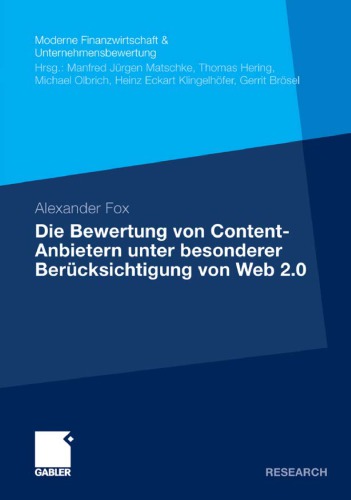 Moderne Finanzwirtschaft &
Unternehmensbewertung
Hrsg.: Manfred Jürgen Matschke, Thomas Hering,
Michael Olbrich, Heinz Eckart Klingelhöfer, Gerrit Brösel
Alexander Fox
Die Bewertung von Content-
Anbietern unter besonderer
Berücksichtigung von Web 2.0
GABLER
RESEARCH